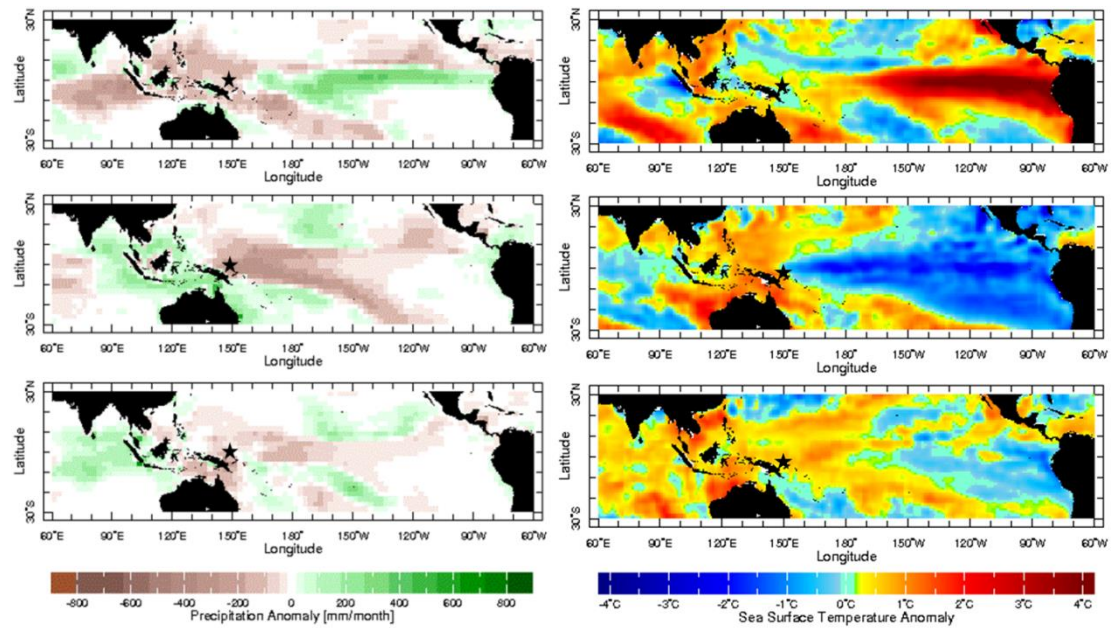 30°N
Latitude
30°S
60°E 90°E 120°E 150°E 180° 150°W 120°W 90°W 60°W
Longitude
30°N
Latitude
30°S
60°E 90°E 120°E 150°E 180° 150°W 120°W 90°W 60°W
Longitude
30°N
Latitude
30°S
60°E 90°E 120°E 150°E 180° 150°W 120°W 90°W 60°W
Longitude
30°N
Latitude
30°S
60°E 90°E 120°E 150°E 180° 150°W 120°W 90°W 60°W
Longitude
30°N
Latitude
30°S
60°E 90°E 120°E 150°E 180° 150°W 120°W 90°W 60°W
Longitude
30°N
Latitude
30°S
60°E 90°E 120°E 150°E 180° 150°W 120°W 90°W 60°W
Longitude
-800 -600 -400 -200 0 200 400 600 800
Precipitation Anomaly [mm/month]
-4°C -3°C -2°C -1°C 0°C 1°C 2°C 3°C 4°C
Sea Surface Temperature Anomaly